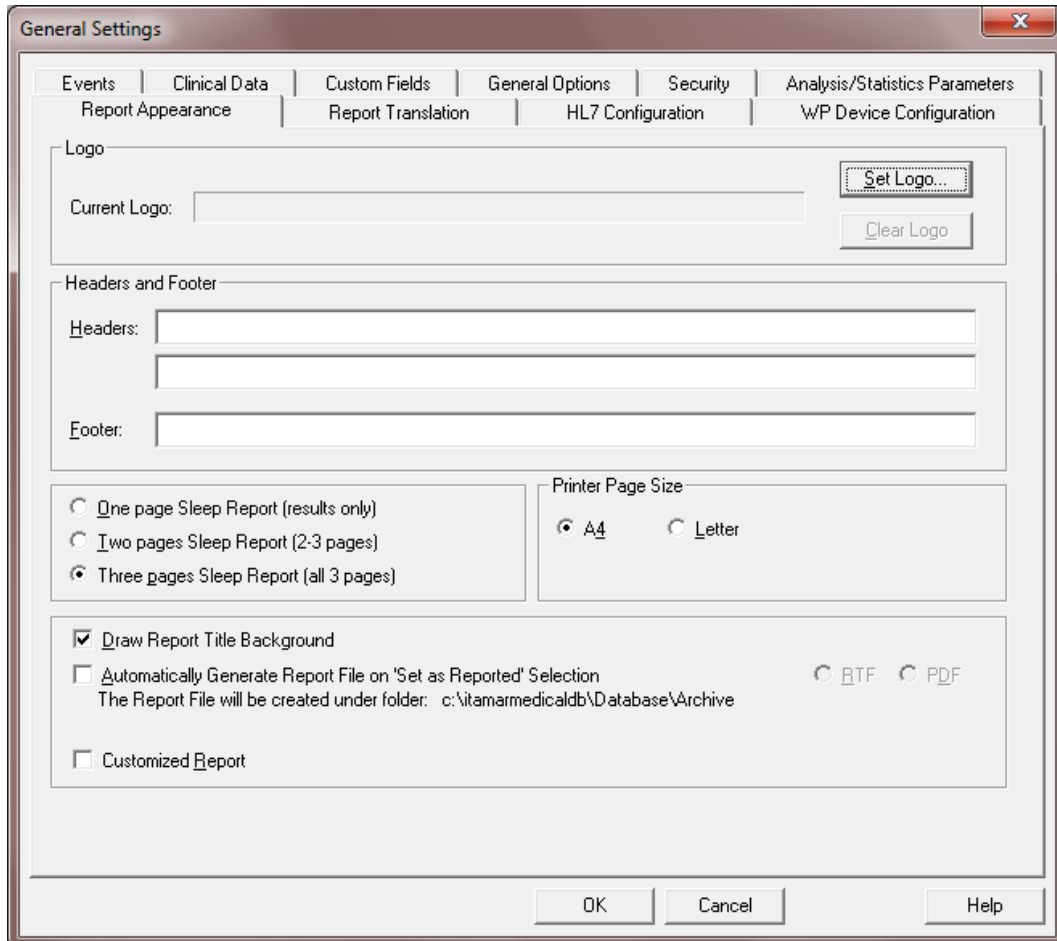 General Settings
Events Clinical Data Custom Fields General Options Security Analysis/Statistics Parameters
Report Appearance Report Translation HL7 Configuration WP Device Configuration
Logo
Set Logo...
Current Logo:
Clear Logo
Headers and Footer
Headers:
Footer:
One page Sleep Report (results only)
Two pages Sleep Report (2-3 pages)
Three pages Sleep Report (all 3 pages)
Printer Page Size
A4 Letter
Draw Report Title Background
Automatically Generate Report File on 'Set as Reported' Selection RTF PDF
The Report File will be created under folder: c:\itamarmedicaldb\Database\Archive
Customized Report
OK Cancel Help